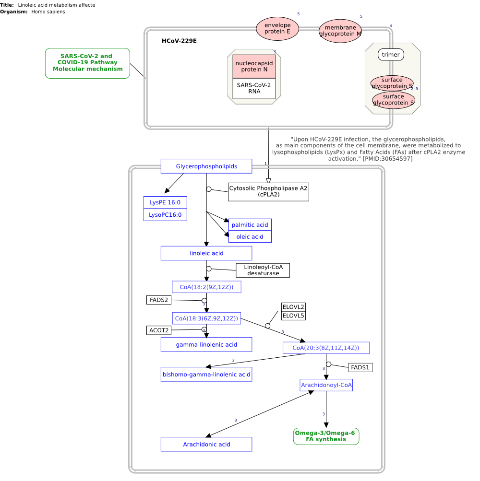 Title: Linoleic acid metabolism affecte
Organism: Homo sapiens
envelope
protein E
membrane
glycoprotein M
HCoV-229E
SARS-CoV-2 and
COVID-19 Pathway
Molecular mechanism
nucleocapsid
protein N
SARS-CoV-2
RNA
trimer
surface
glycoprotein S
surface
glycoprotein S
"Upon HCoV-229E infection, the glycerophospholipids,
as main components of the cell membrane, were metabolized to
lysophospholipids (LysPs) and Fatty Acids (FAs) after cPLA2 enzyme
activation." [PMID:30654597]
Glycerophospholipids
Cytosolic Phospholipase A2
(cPLA2)
LysPE 16:0
LysoPC16:0
palmitic acid
oleic acid
linoleic acid
Linoleoyl-CoA
desaturase
CoA(18:2(9Z,12Z))
FADS2
ELOVL2
ELOVL5
CoA(18:3(6Z,9Z,12Z))
ACOT2
gamma-linolenic acid
CoA(20:3(8Z,11Z,14Z))
FADS1
bishomo-gamma-linolenic acid
Arachidonoyl-CoA
Arachidonic acid
Omega-3/Omega-6
FA synthesis